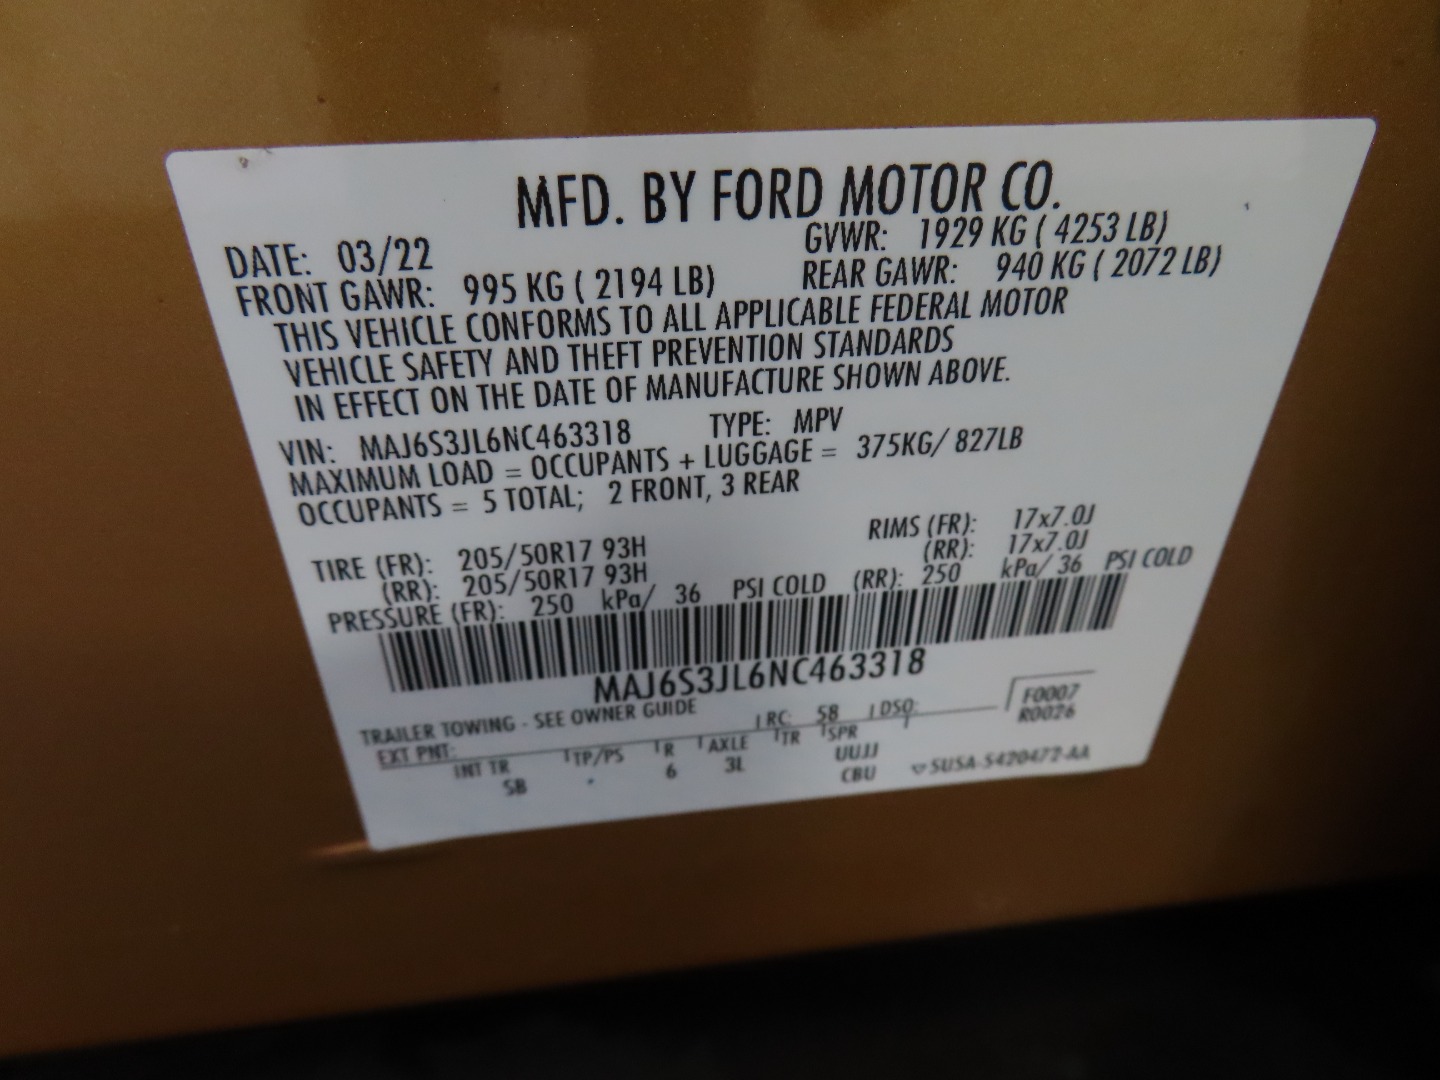 MFD. BY FORD MOTOR CO.
DATE: 03/22 GVWR: 1929 KG ( 4253 LB)
FRONT GAWR: 995 KG ( 2194 LB) REAR GAWR: 940 KG ( 2072 LB)
THIS VEHICLE CONFORMS TO ALL APPLICABLE FEDERAL MOTOR
VEHICLE SAFETY AND THEFT PREVENTION STANDARDS
IN EFFECT ON THE DATE OF MANUFACTURE SHOWN ABOVE.
VIN: MAJ6S3JL6NC463318 TYPE: MPV
MAXIMUM LOAD = OCCUPANTS + LUGGAGE = 375KG/ 827LB
OCCUPANTS = 5 TOTAL; 2 FRONT, 3 REAR
TIRE (FR): 205/50R17 93H RIMS (FR): 17x7.0J
(RR): 205/50R17 93H (RR): 17x7.0J
PRESSURE (FR): 250 kPa/ 36 PSI COLD (RR): 250 kPa/ 36 PSI COLD
MAJ6S3JL6NC463318
TRAILER TOWING - SEE OWNER GUIDE
F0007
R0026
EXT PNT: RC: 58 DSO:
INT TR TP/PS R AXLE TR SPR
SB 6 3L UUJJ
CBU 5USA-5420472-AA